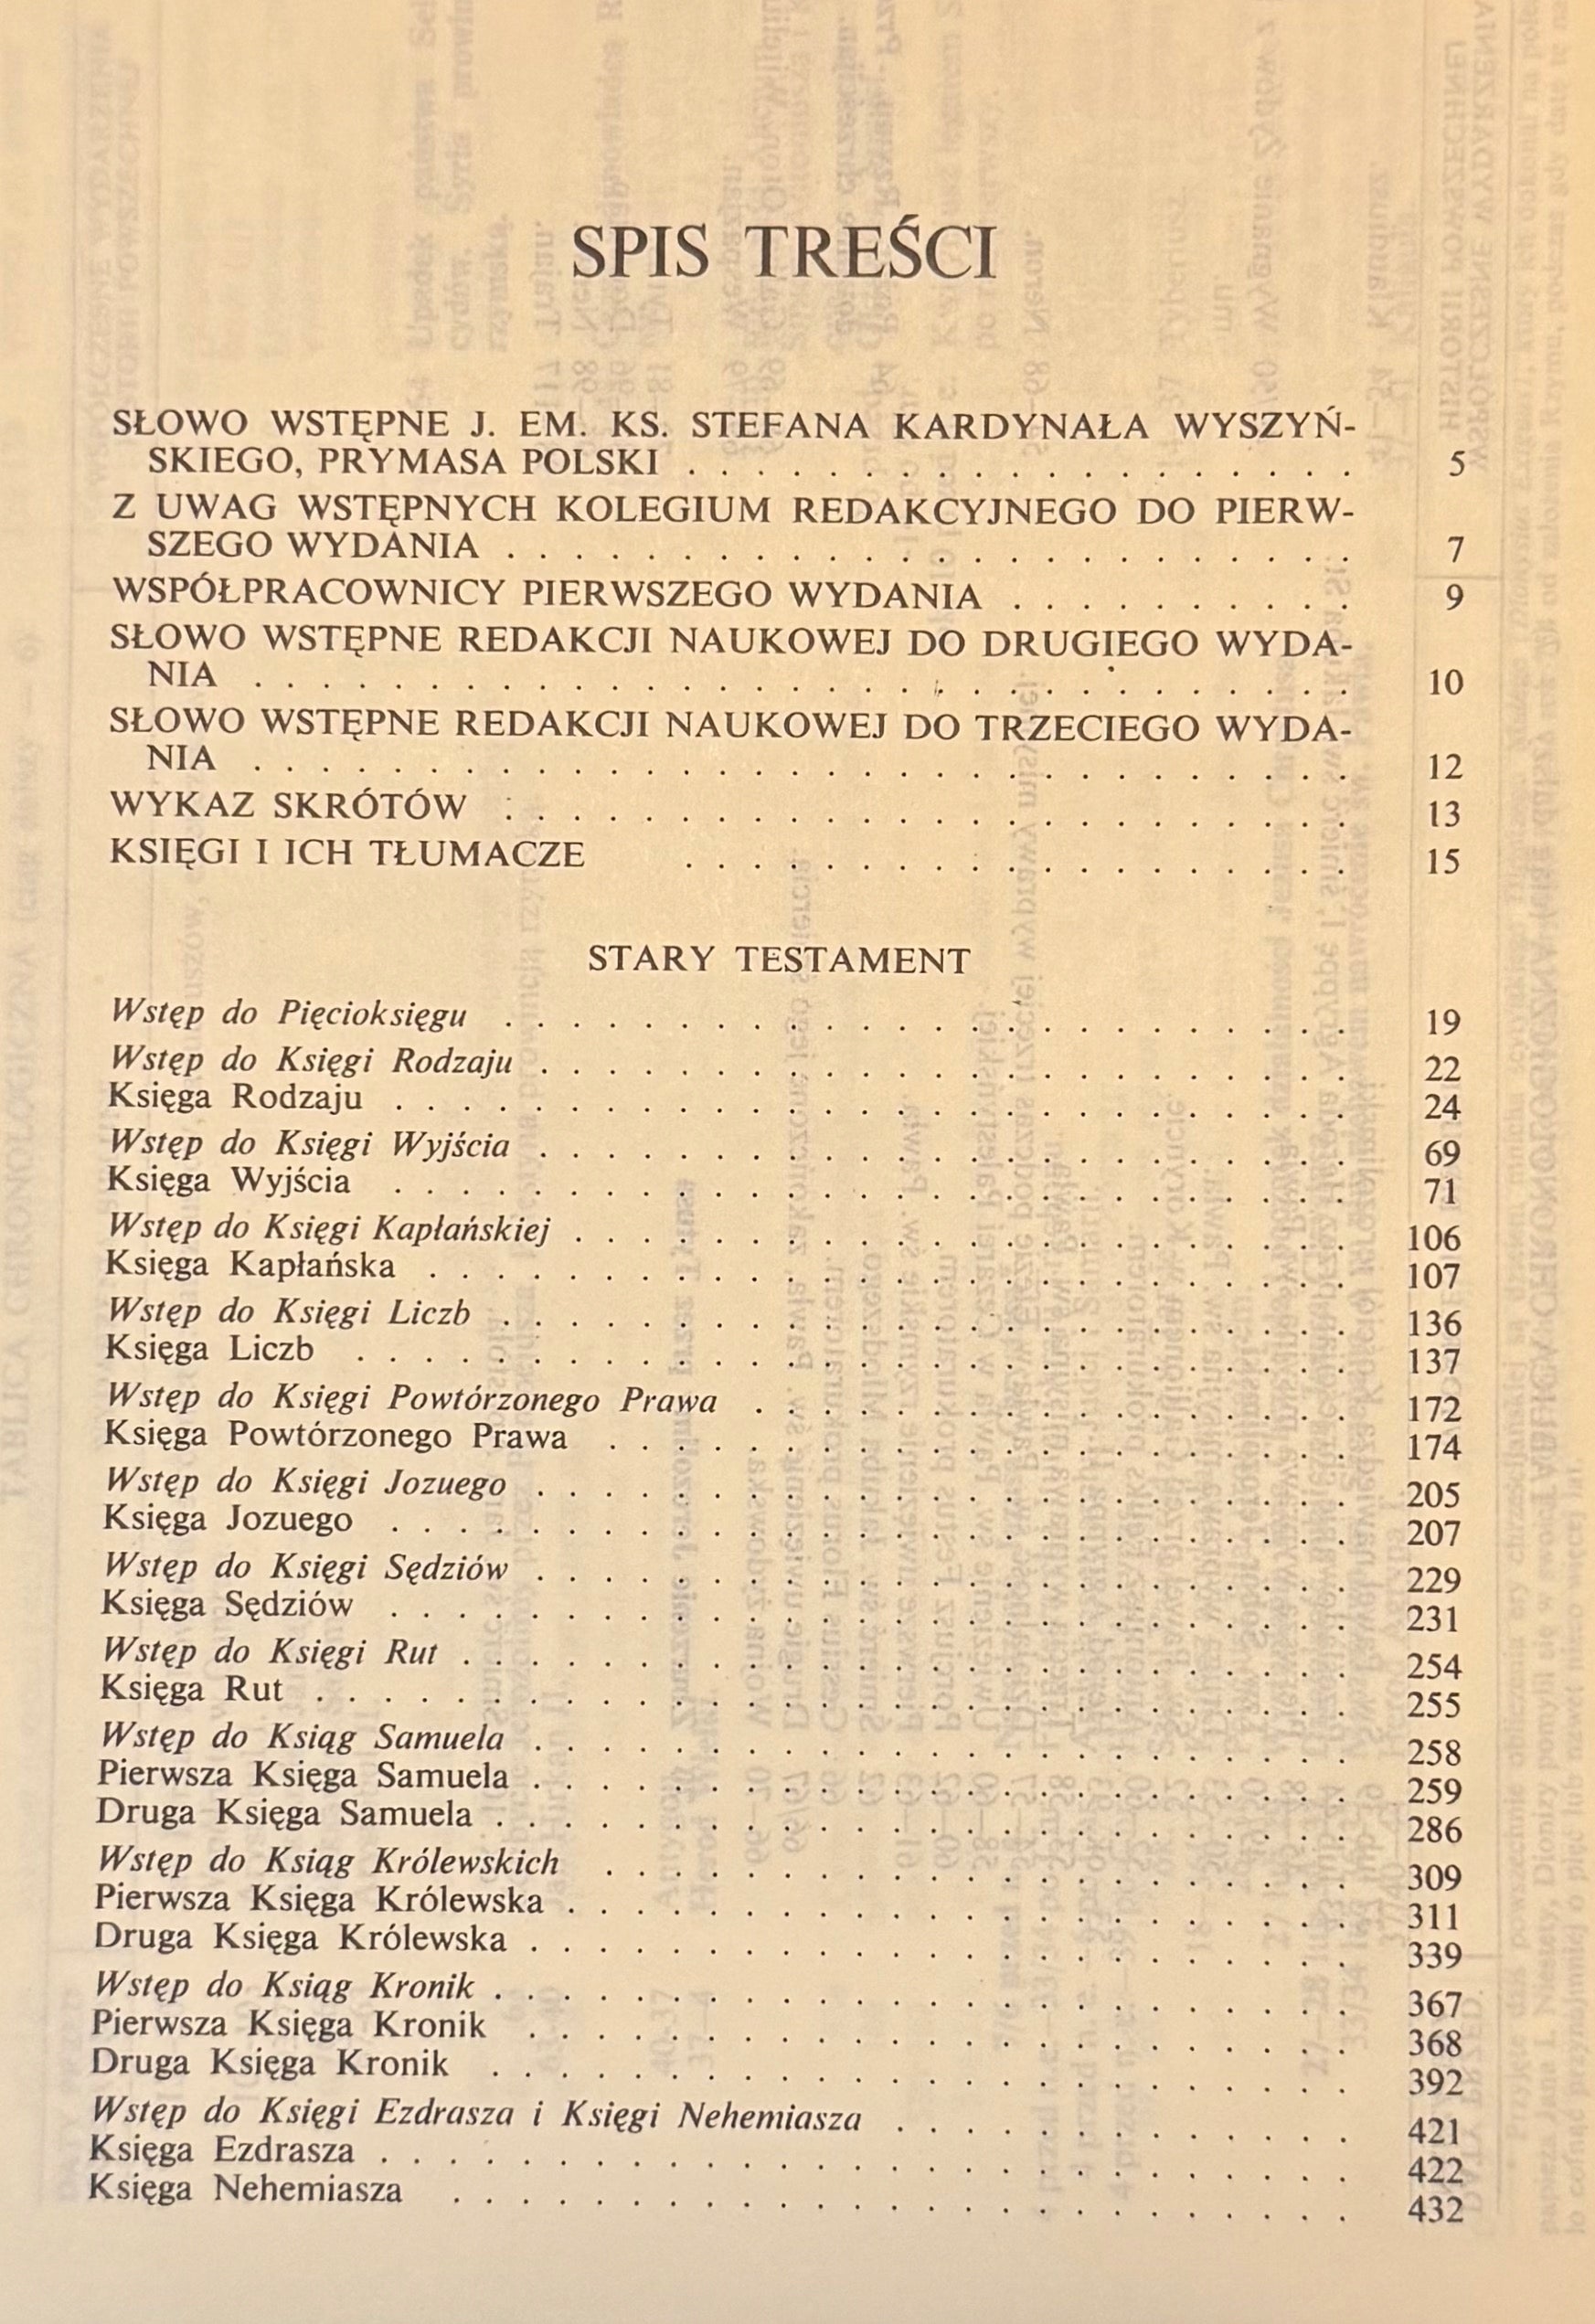 SPIS TREŚCI
SŁOWO WSTĘPNE J. EM. KS. STEFANA KARDYNAŁA WYSZYŃ-
SKIEGO, PRYMASA POLSKI . . . . . . . . . . . . . . . . . . . 5
Z UWAG WSTĘPNYCH KOLEGIUM REDAKCYJNEGO DO PIERW-
SZEGO WYDANIA . . . . . . . . . . . . . . . . . . . . . . . . 7
WSPÓŁPRACOWNICY PIERWSZEGO WYDANIA . . . . . . . . . . 9
SŁOWO WSTĘPNE REDAKCJI NAUKOWEJ DO DRUGIEGO WYDA-
NIA . . . . . . . . . . . . . . . . . . . . . . . . . . . . . . . 10
SŁOWO WSTĘPNE REDAKCJI NAUKOWEJ DO TRZECIEGO WYDA-
NIA . . . . . . . . . . . . . . . . . . . . . . . . . . . . . . . 12
WYKAZ SKRÓTÓW . . . . . . . . . . . . . . . . . . . . . . . . 13
KSIĘGI I ICH TŁUMACZE . . . . . . . . . . . . . . . . . . . 15
STARY TESTAMENT
Wstęp do Pięcioksięgu . . . . . . . . . . . . . . . . . . . . . . . . 19
Wstęp do Księgi Rodzaju . . . . . . . . . . . . . . . . . . . . . . . 22
Księga Rodzaju . . . . . . . . . . . . . . . . . . . . . . . . . . . 24
Wstęp do Księgi Wyjścia . . . . . . . . . . . . . . . . . . . . . . . 69
Księga Wyjścia . . . . . . . . . . . . . . . . . . . . . . . . . . . 71
Wstęp do Księgi Kapłańskiej . . . . . . . . . . . . . . . . . . . . . . 106
Księga Kapłańska . . . . . . . . . . . . . . . . . . . . . . . . . . 107
Wstęp do Księgi Liczb . . . . . . . . . . . . . . . . . . . . . . . . 136
Księga Liczb . . . . . . . . . . . . . . . . . . . . . . . . . . . . 137
Wstęp do Księgi Powtórzonego Prawa . . . . . . . . . . . . . . . . . 172
Księga Powtórzonego Prawa . . . . . . . . . . . . . . . . . . . . . 174
Wstęp do Księgi Jozuego . . . . . . . . . . . . . . . . . . . . . . . 205
Księga Jozuego . . . . . . . . . . . . . . . . . . . . . . . . . . . 207
Wstęp do Księgi Sędziów . . . . . . . . . . . . . . . . . . . . . . . 229
Księga Sędziów . . . . . . . . . . . . . . . . . . . . . . . . . . . 231
Wstęp do Księgi Rut . . . . . . . . . . . . . . . . . . . . . . . . . 254
Księga Rut . . . . . . . . . . . . . . . . . . . . . . . . . . . . . 255
Wstęp do Ksiąg Samuela . . . . . . . . . . . . . . . . . . . . . . . 258
Pierwsza Księga Samuela . . . . . . . . . . . . . . . . . . . . . . . 259
Druga Księga Samuela . . . . . . . . . . . . . . . . . . . . . . . . 286
Wstęp do Ksiąg Królewskich . . . . . . . . . . . . . . . . . . . . . 309
Pierwsza Księga Królewska . . . . . . . . . . . . . . . . . . . . . . 311
Druga Księga Królewska . . . . . . . . . . . . . . . . . . . . . . . 339
Wstęp do Ksiąg Kronik . . . . . . . . . . . . . . . . . . . . . . . . 367
Pierwsza Księga Kronik . . . . . . . . . . . . . . . . . . . . . . . 368
Druga Księga Kronik . . . . . . . . . . . . . . . . . . . . . . . . 392
Wstęp do Księgi Ezdrasza i Księgi Nehemiasza . . . . . . . . . . . . . 421
Księga Ezdrasza . . . . . . . . . . . . . . . . . . . . . . . . . . . 422
Księga Nehemiasza . . . . . . . . . . . . . . . . . . . . . . . . . 432